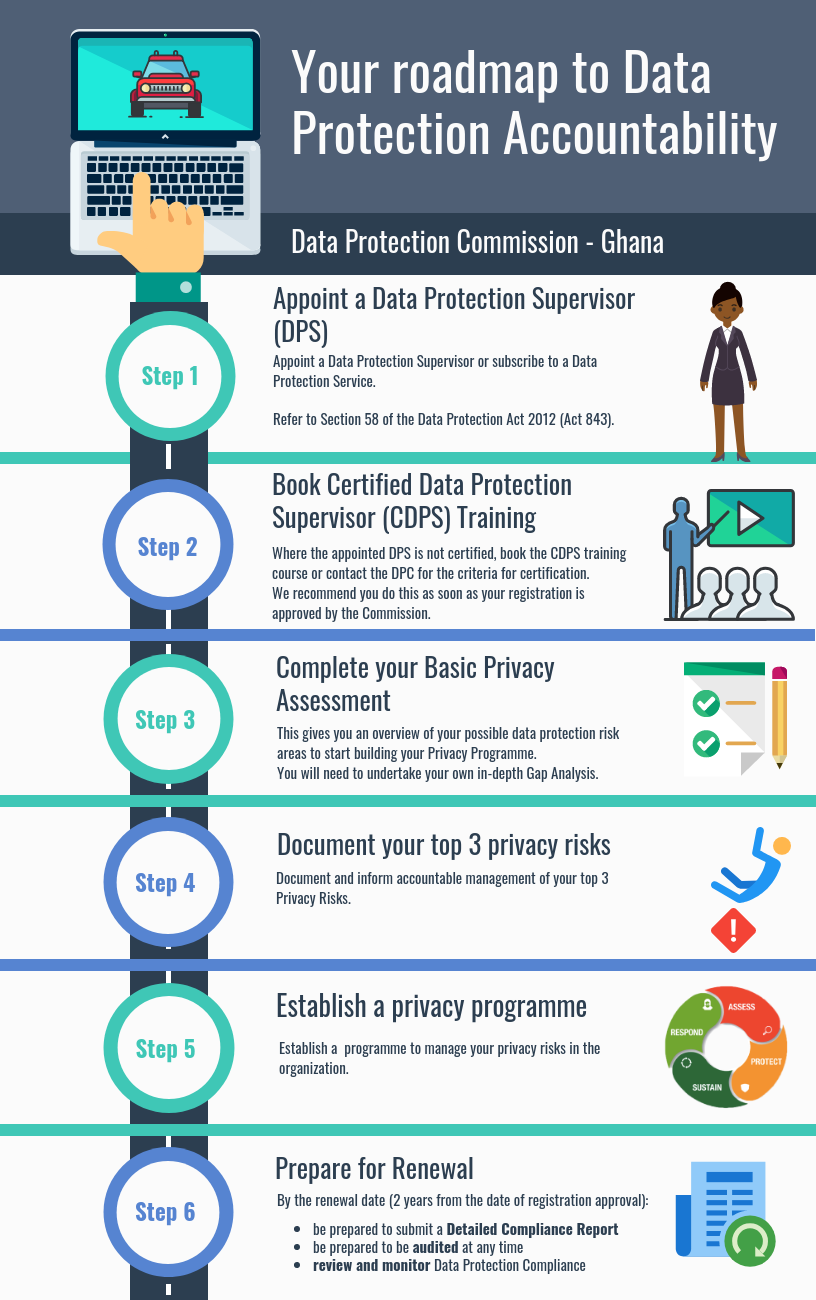 Your roadmap to Data
Protection Accountability
Data Protection Commission - Ghana
Appoint a Data Protection Supervisor
(DPS)
Step 1
Appoint a Data Protection Supervisor or subscribe to a Data
Protection Service.
Refer to Section 58 of the Data Protection Act 2012 (Act 843).
Book Certified Data Protection
Supervisor (CDPS) Training
Step 2
Where the appointed DPS is not certified, book the CDPS training
course or contact the DPC for the criteria for certification.
We recommend you do this as soon as your registration is
approved by the Commission.
Complete your Basic Privacy
Assessment
Step 3
This gives you an overview of your possible data protection risk
areas to start building your Privacy Programme.
You will need to undertake your own in-depth Gap Analysis.
Document your top 3 privacy risks
Step 4
Document and inform accountable management of your top 3
Privacy Risks.
Establish a privacy programme
Step 5
Establish a  programme to manage your privacy risks in the
organization.
ASSESS
RESPOND
PROTECT
SUSTAIN
Prepare for Renewal
Step 6
By the renewal date (2 years from the date of registration approval):
• be prepared to submit a Detailed Compliance Report
• be prepared to be audited at any time
• review and monitor Data Protection Compliance